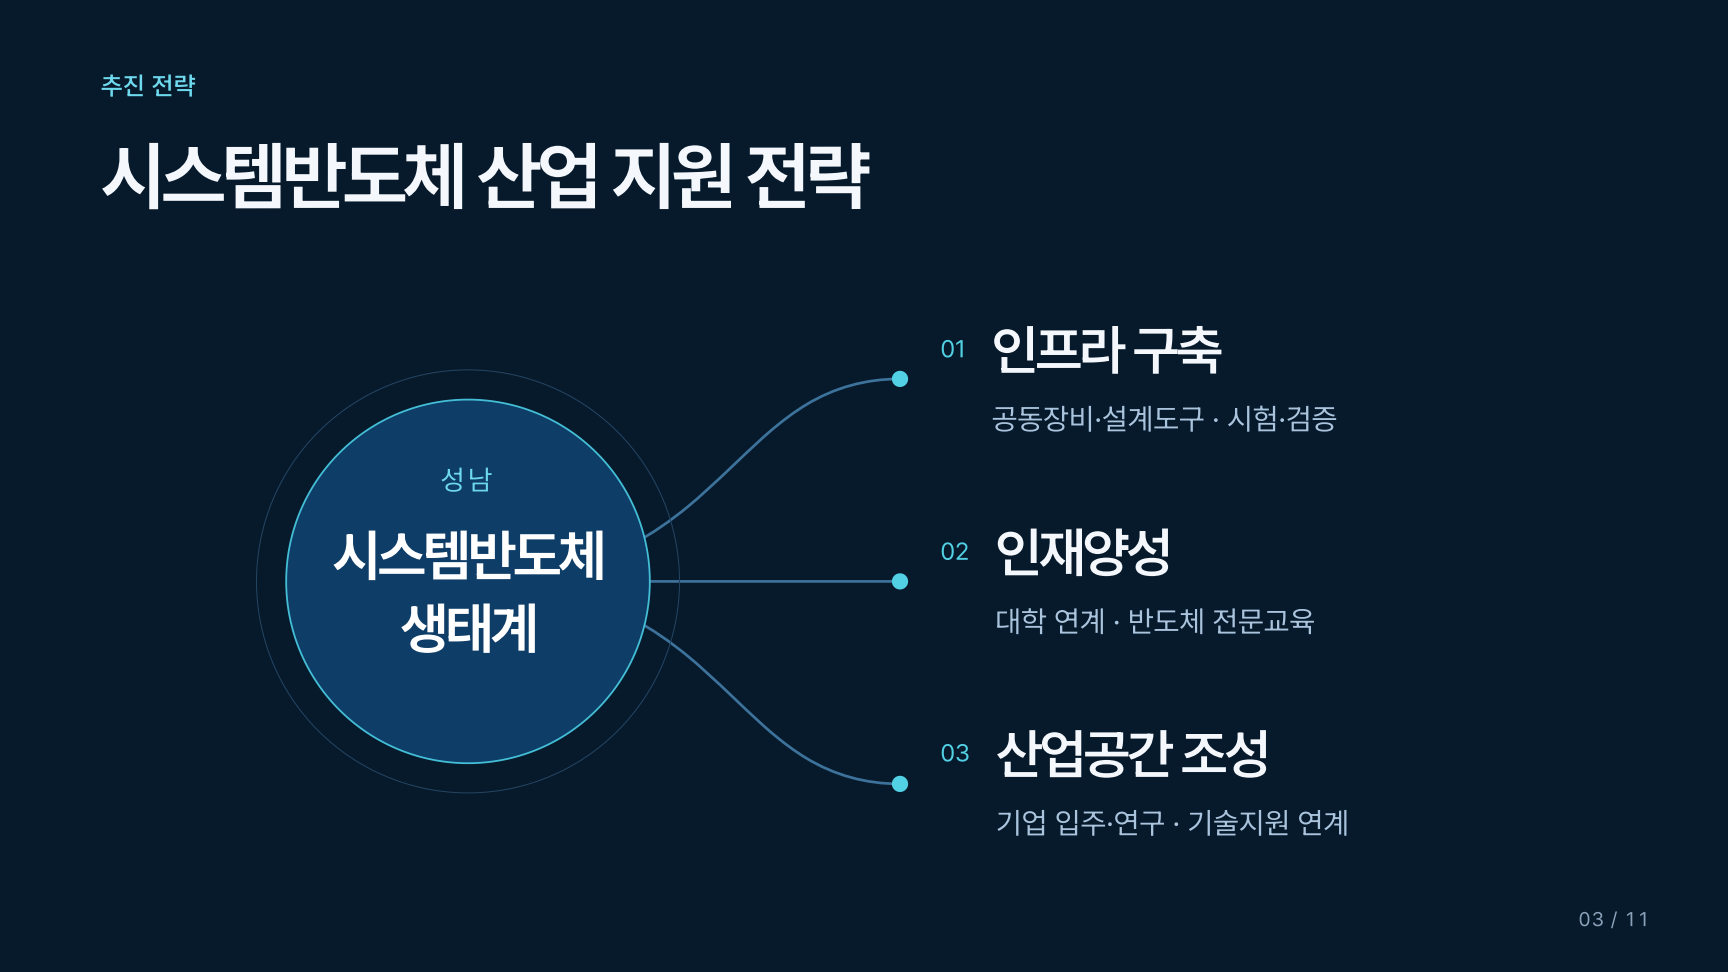 추진 전략
시스템반도체 산업 지원 전략
성남
시스템반도체
생태계
01 인프라 구축
공동장비·설계도구 · 시험·검증
02 인재양성
대학 연계 · 반도체 전문교육
03 산업공간 조성
기업 입주·연구 · 기술지원 연계
03 / 11